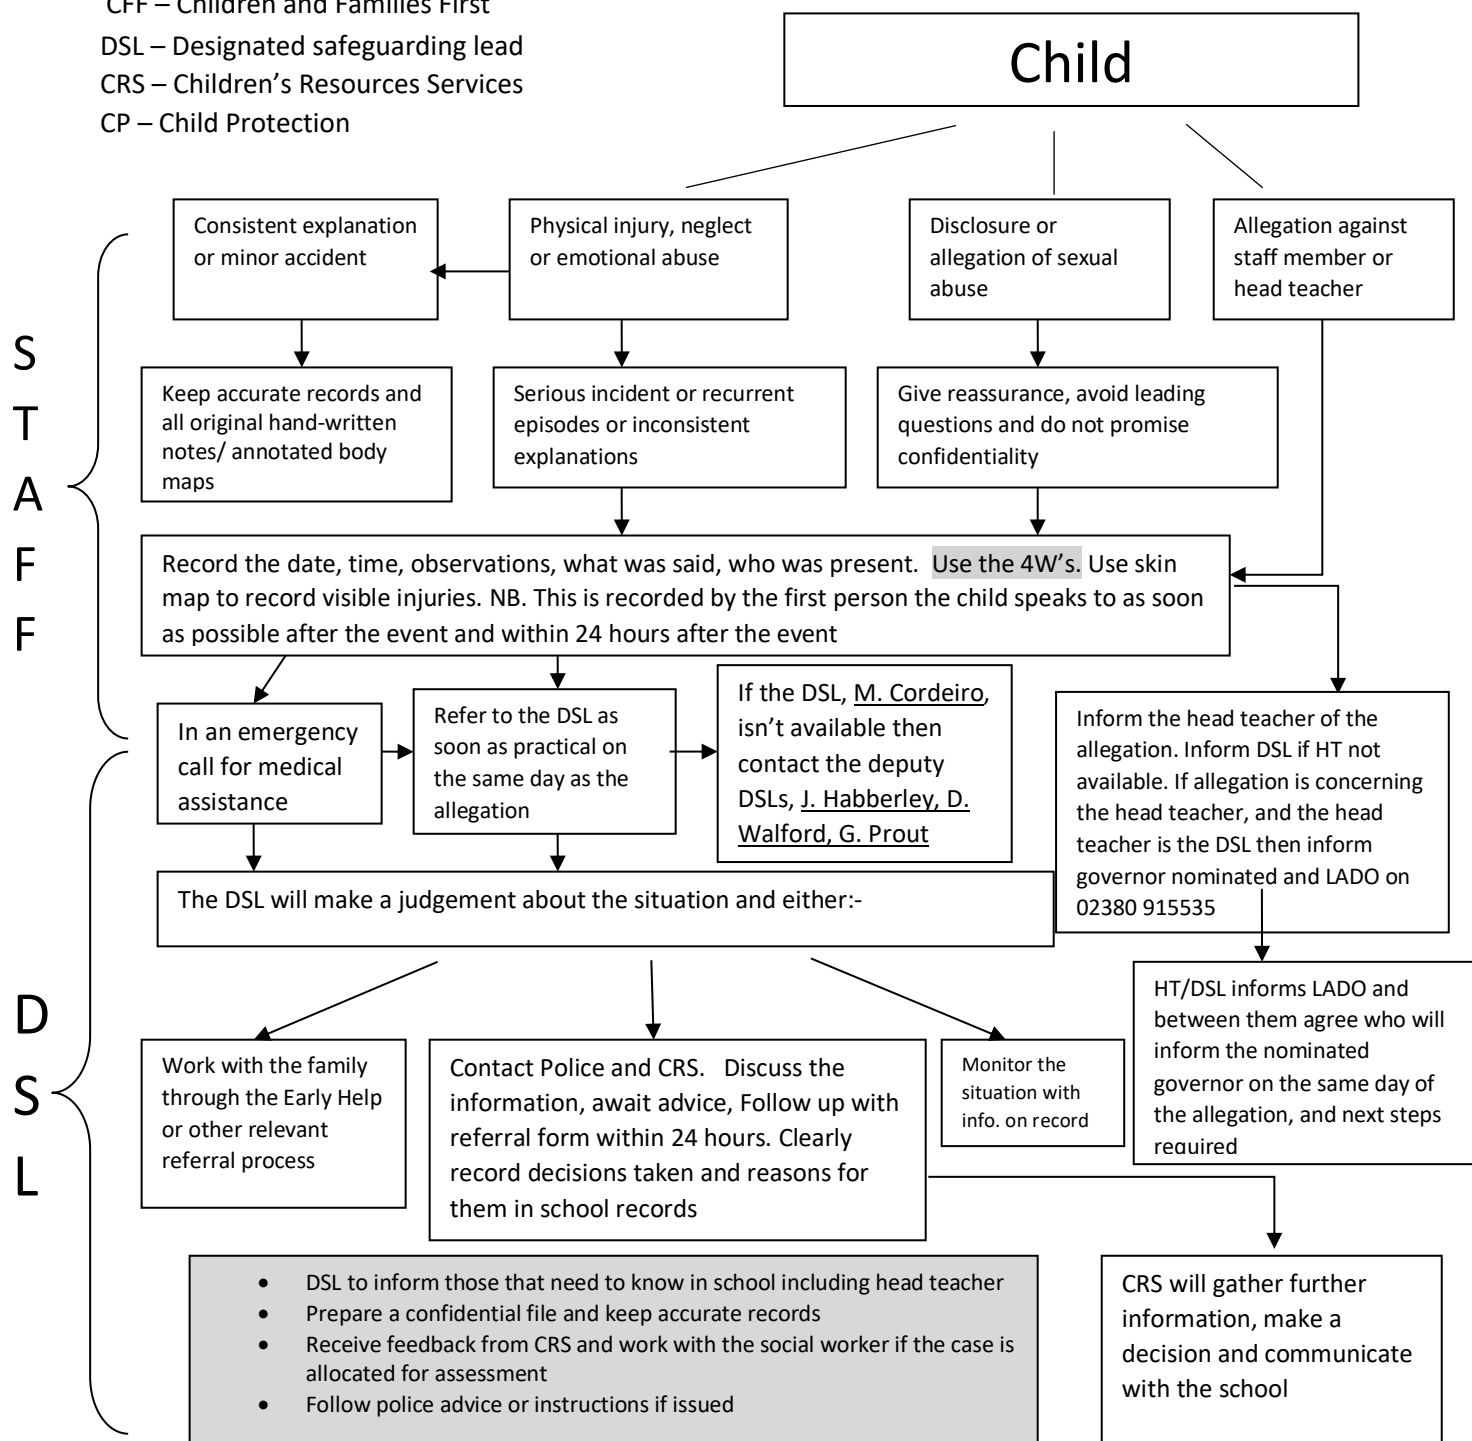 CFF – Children and Families First
DSL – Designated safeguarding lead
CRS – Children's Resources Services
CP – Child Protection
Child
Consistent explanation
or minor accident
Physical injury, neglect
or emotional abuse
Disclosure or
allegation of sexual
abuse
Allegation against
staff member or
head teacher
S
T
A
F
F
Keep accurate records and
all original hand-written
notes/ annotated body
maps
Serious incident or recurrent
episodes or inconsistent
explanations
Give reassurance, avoid leading
questions and do not promise
confidentiality
Record the date, time, observations, what was said, who was present. Use the 4W's. Use skin
map to record visible injuries. NB. This is recorded by the first person the child speaks to as soon
as possible after the event and within 24 hours after the event
In an emergency
call for medical
assistance
Refer to the DSL as
soon as practical on
the same day as the
allegation
If the DSL, M. Cordeiro,
isn't available then
contact the deputy
DSLs, J. Habberley, D.
Walford, G. Prout
Inform the head teacher of the
allegation. Inform DSL if HT not
available. If allegation is concerning
the head teacher, and the head
teacher is the DSL then inform
governor nominated and LADO on
02380 915535
The DSL will make a judgement about the situation and either:-
HT/DSL informs LADO and
between them agree who will
inform the nominated
governor on the same day of
the allegation, and next steps
required
D
S
L
Work with the family
through the Early Help
or other relevant
referral process
Contact Police and CRS. Discuss the
information, await advice, Follow up with
referral form within 24 hours. Clearly
record decisions taken and reasons for
them in school records
Monitor the
situation with
info. on record
• DSL to inform those that need to know in school including head teacher
• Prepare a confidential file and keep accurate records
• Receive feedback from CRS and work with the social worker if the case is
allocated for assessment
• Follow police advice or instructions if issued
CRS will gather further
information, make a
decision and communicate
with the school